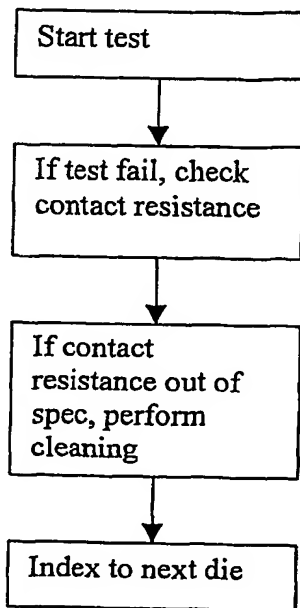 Start test
If test fail, check
contact resistance
If contact
resistance out of
spec, perform
cleaning
Index to next die